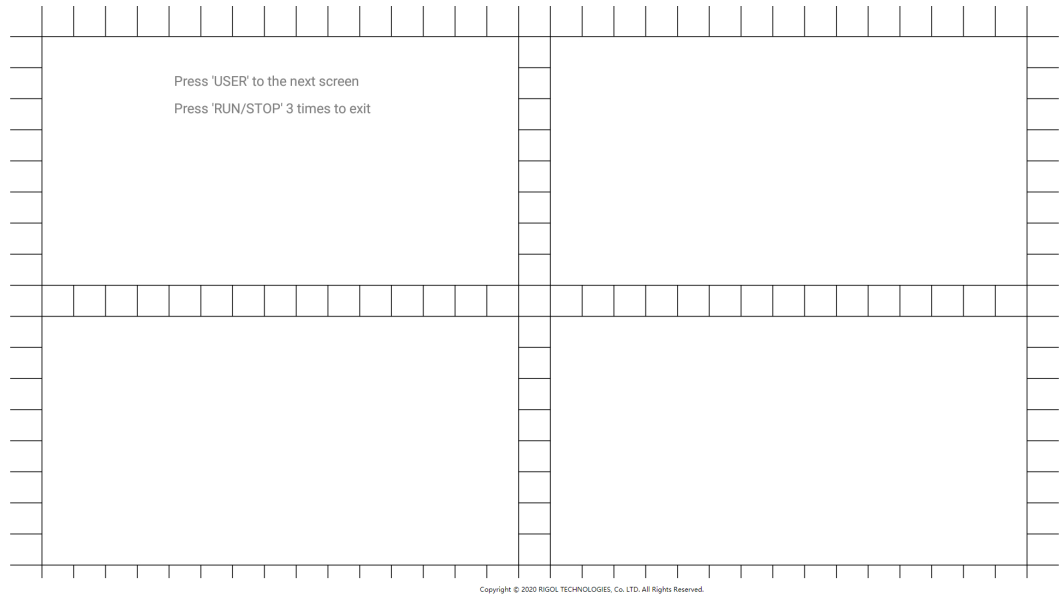 Press 'USER' to the next screen
Press 'RUN/STOP' 3 times to exit
Copyright © 2020 RIGOL TECHNOLOGIES, Co. LTD. All Rights Reserved.